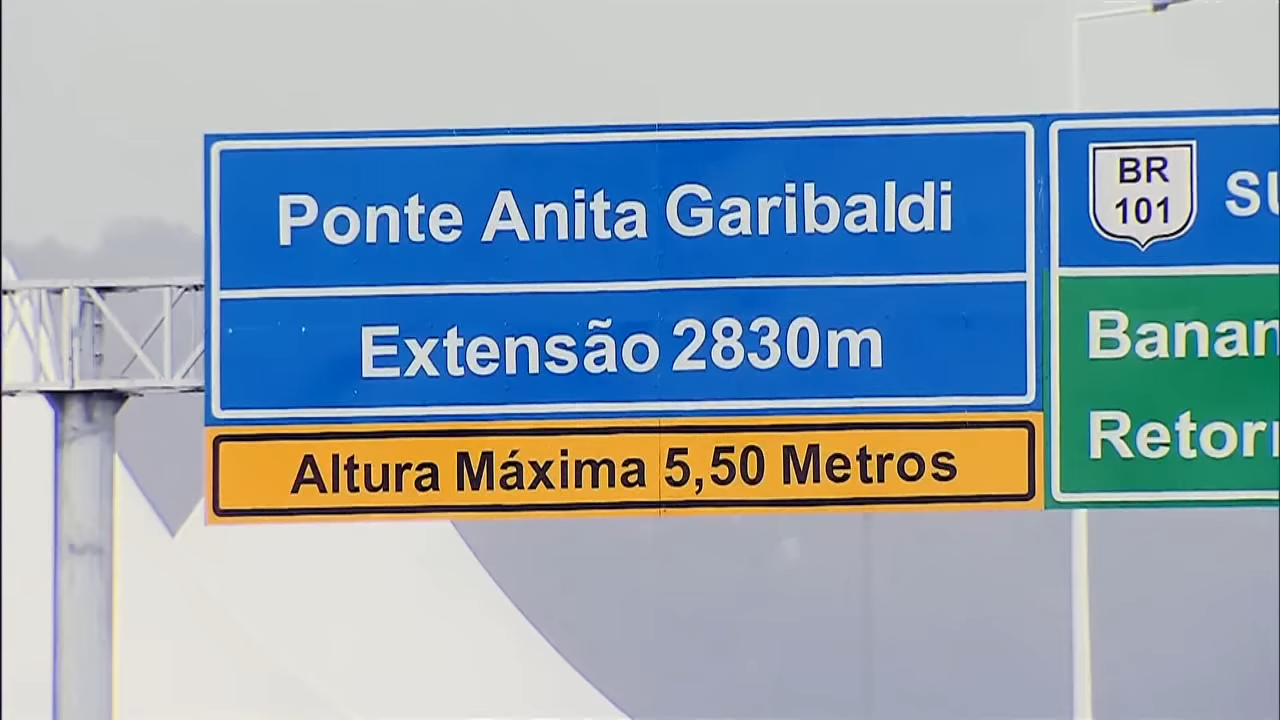 Ponte Anita Garibaldi
Extensão 2830m
Altura Máxima 5,50 Metros
BR
101